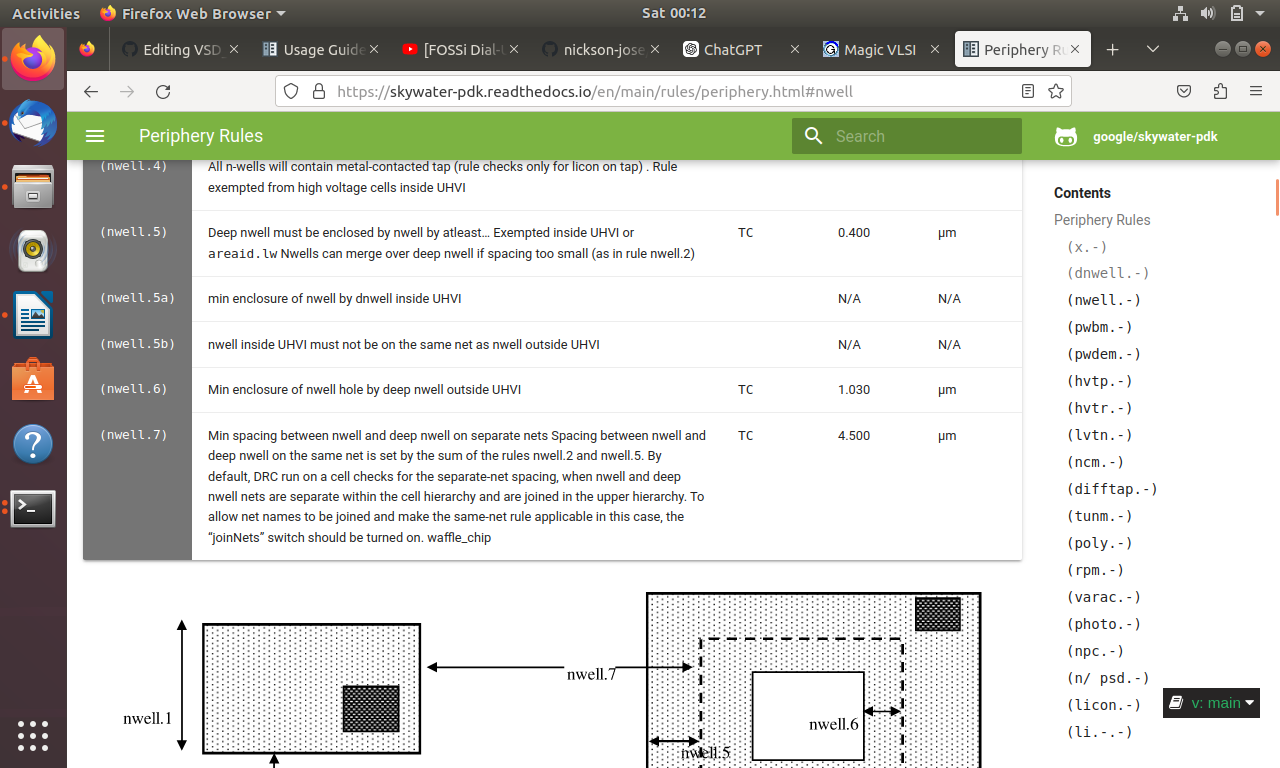 Activities Firefox Web Browser Sat 00:12
Editing VSD_ Usage Guide [FOSSi Dial- nickson-jose ChatGPT Magic VLSI Periphery Ru
https://skywater-pdk.readthedocs.io/en/main/rules/periphery.html#nwell
Periphery Rules Search google/skywater-pdk
(nwell.4) All n-wells will contain metal-contacted tap (rule checks only for licon on tap) . Rule
exempted from high voltage cells inside UHVI
(nwell.5) Deep nwell must be enclosed by nwell by atleast… Exempted inside UHVI or TC 0.400 µm
areaid.lw Nwells can merge over deep nwell if spacing too small (as in rule nwell.2)
(nwell.5a) min enclosure of nwell by dnwell inside UHVI N/A N/A
(nwell.5b) nwell inside UHVI must not be on the same net as nwell outside UHVI N/A N/A
(nwell.6) Min enclosure of nwell hole by deep nwell outside UHVI TC 1.030 µm
(nwell.7) Min spacing between nwell and deep nwell on separate nets Spacing between nwell and TC 4.500 µm
deep nwell on the same net is set by the sum of the rules nwell.2 and nwell.5. By
default, DRC run on a cell checks for the separate-net spacing, when nwell and deep
nwell nets are separate within the cell hierarchy and are joined in the upper hierarchy. To
allow net names to be joined and make the same-net rule applicable in this case, the
“joinNets” switch should be turned on. waffle_chip
nwell.7
nwell.1
nwell.6
nwell.5
Contents
Periphery Rules
(x.-)
(dnwell.-)
(nwell.-)
(pwbm.-)
(pwdem.-)
(hvtp.-)
(hvtr.-)
(lvtn.-)
(ncm.-)
(difftap.-)
(tunm.-)
(poly.-)
(rpm.-)
(varac.-)
(photo.-)
(npc.-)
(n/ psd.-)
(licon.-)
(li.-.-)
v: main